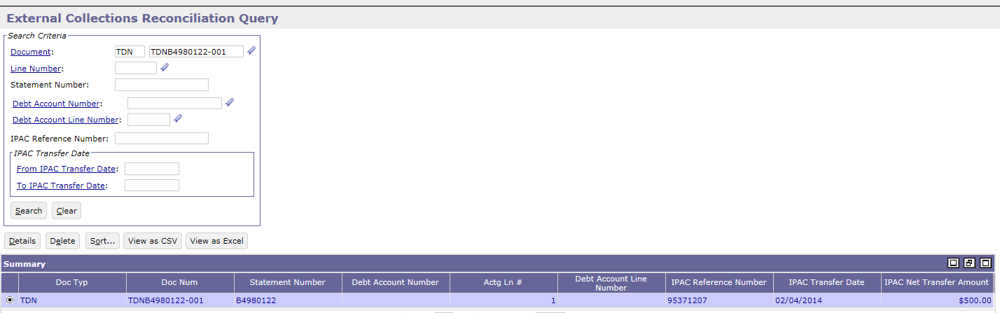 External Collections Reconciliation Query
Search Criteria
Document: TDN TDNB4980122-001
Line Number:
Statement Number:
Debt Account Number:
Debt Account Line Number:
IPAC Reference Number:
IPAC Transfer Date
From IPAC Transfer Date:
To IPAC Transfer Date:
Search Clear
Details Delete Sort... View as CSV View as Excel
Summary
Doc Typ Doc Num Statement Number Debt Account Number Actg Ln # Debt Account Line Number IPAC Reference Number IPAC Transfer Date IPAC Net Transfer Amount
TDN TDNB4980122-001 B4980122 1 95371207 02/04/2014 $500.00